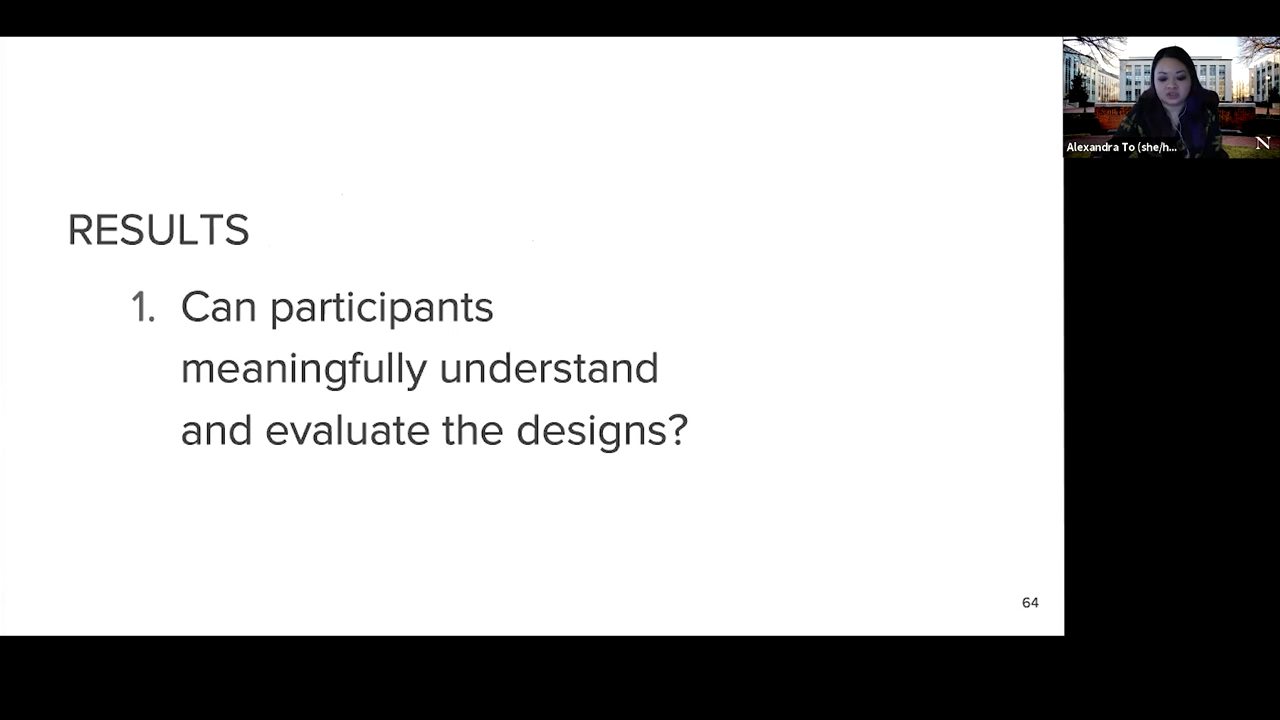 RESULTS
1. Can participants
meaningfully understand
and evaluate the designs?
64
Alexandra To (she/h...
N